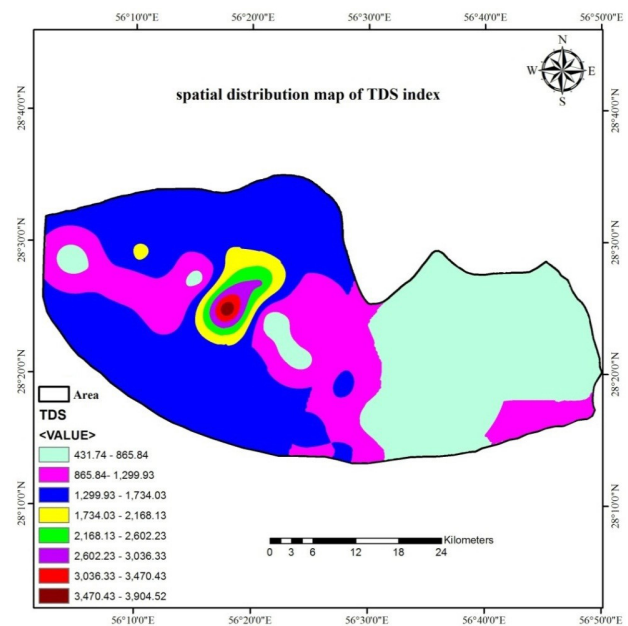 56°10'0"E 56°20'0"E 56°30'0"E 56°40'0"E 56°50'0"E
N
W E
S
spatial distribution map of TDS index
28°40'0"N 28°40'0"N
28°30'0"N 28°30'0"N
28°20'0"N 28°20'0"N
28°10'0"N 28°10'0"N
Area
TDS
<VALUE>
431.74 - 865.84
865.84- 1,299.93
1,299.93 - 1,734.03
1,734.03 - 2,168.13
2,168.13 - 2,602.23
2,602.23 - 3,036.33
3,036.33 - 3,470.43
3,470.43 - 3,904.52
Kilometers
0 3 6 12 18 24
56°10'0"E 56°20'0"E 56°30'0"E 56°40'0"E 56°50'0"E